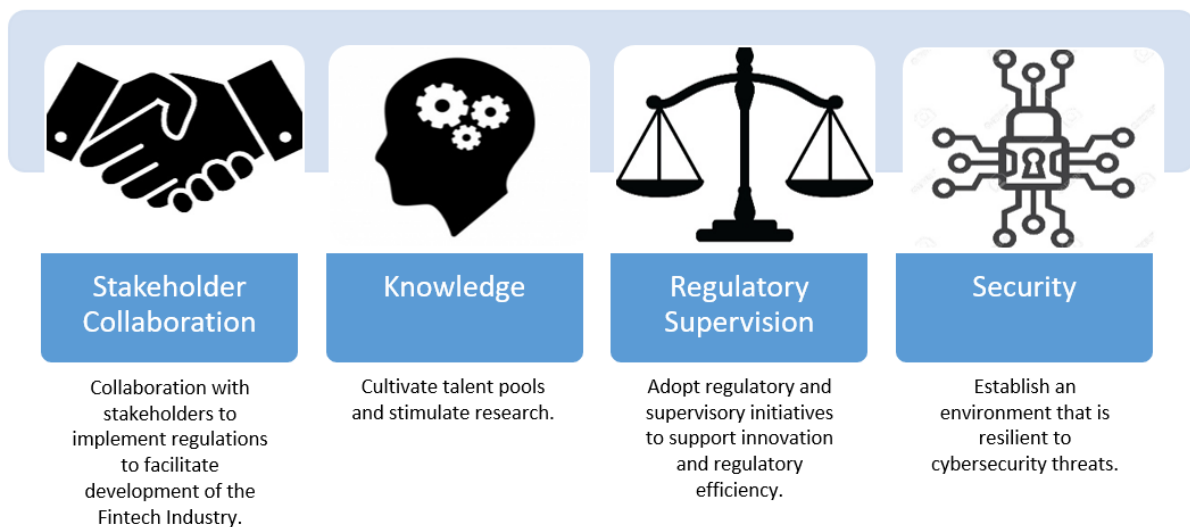 Stakeholder
Collaboration
Collaboration with
stakeholders to
implement regulations
to facilitate
development of the
Fintech Industry.
Knowledge
Cultivate talent pools
and stimulate research.
Regulatory
Supervision
Adopt regulatory and
supervisory initiatives
to support innovation
and regulatory
efficiency.
Security
Establish an
environment that is
resilient to
cybersecurity threats.